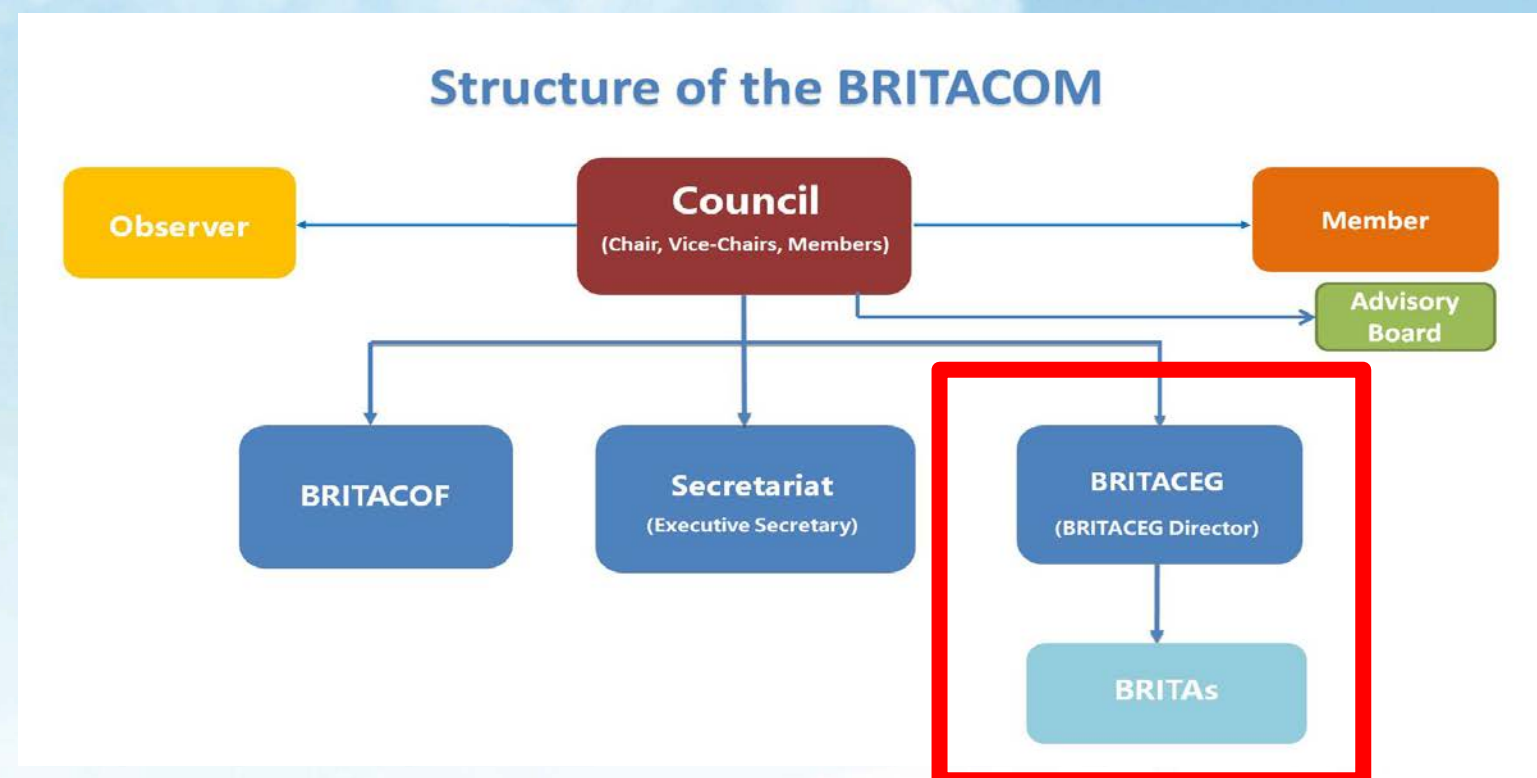 Structure of the BRITACOM
Observer
Council
(Chair, Vice-Chairs, Members)
Member
Advisory
Board
BRITACOF
Secretariat
(Executive Secretary)
BRITACEG
(BRITACEG Director)
BRITAs